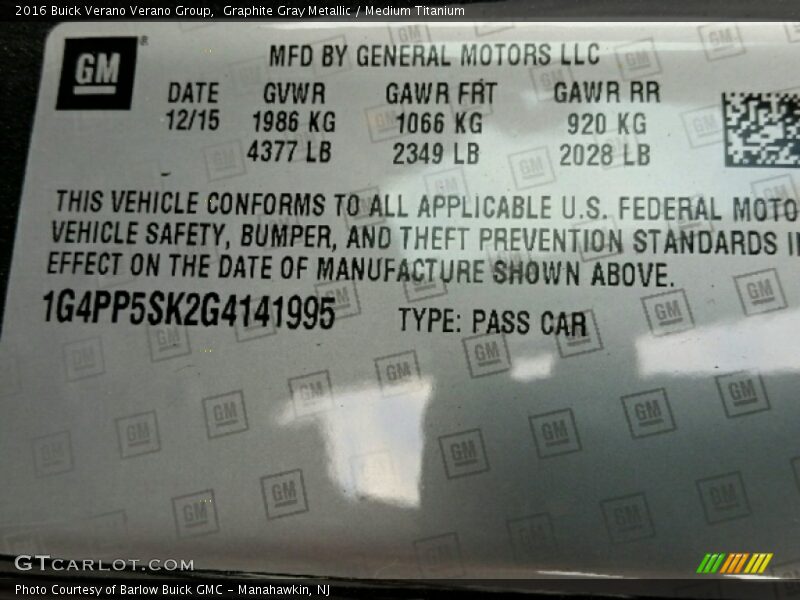 2016 Buick Verano Verano Group,  Graphite Gray Metallic / Medium Titanium
GM ®
MFD BY GENERAL MOTORS LLC
DATE GVWR GAWR FRT GAWR RR
12/15 1986 KG 1066 KG 920 KG
4377 LB 2349 LB 2028 LB
THIS VEHICLE CONFORMS TO ALL APPLICABLE U.S. FEDERAL MOTO
VEHICLE SAFETY, BUMPER, AND THEFT PREVENTION STANDARDS I
EFFECT ON THE DATE OF MANUFACTURE SHOWN ABOVE.
1G4PP5SK2G4141995 TYPE: PASS CAR
GTCARLOT.COM
Photo Courtesy of Barlow Buick GMC – Manahawkin, NJ